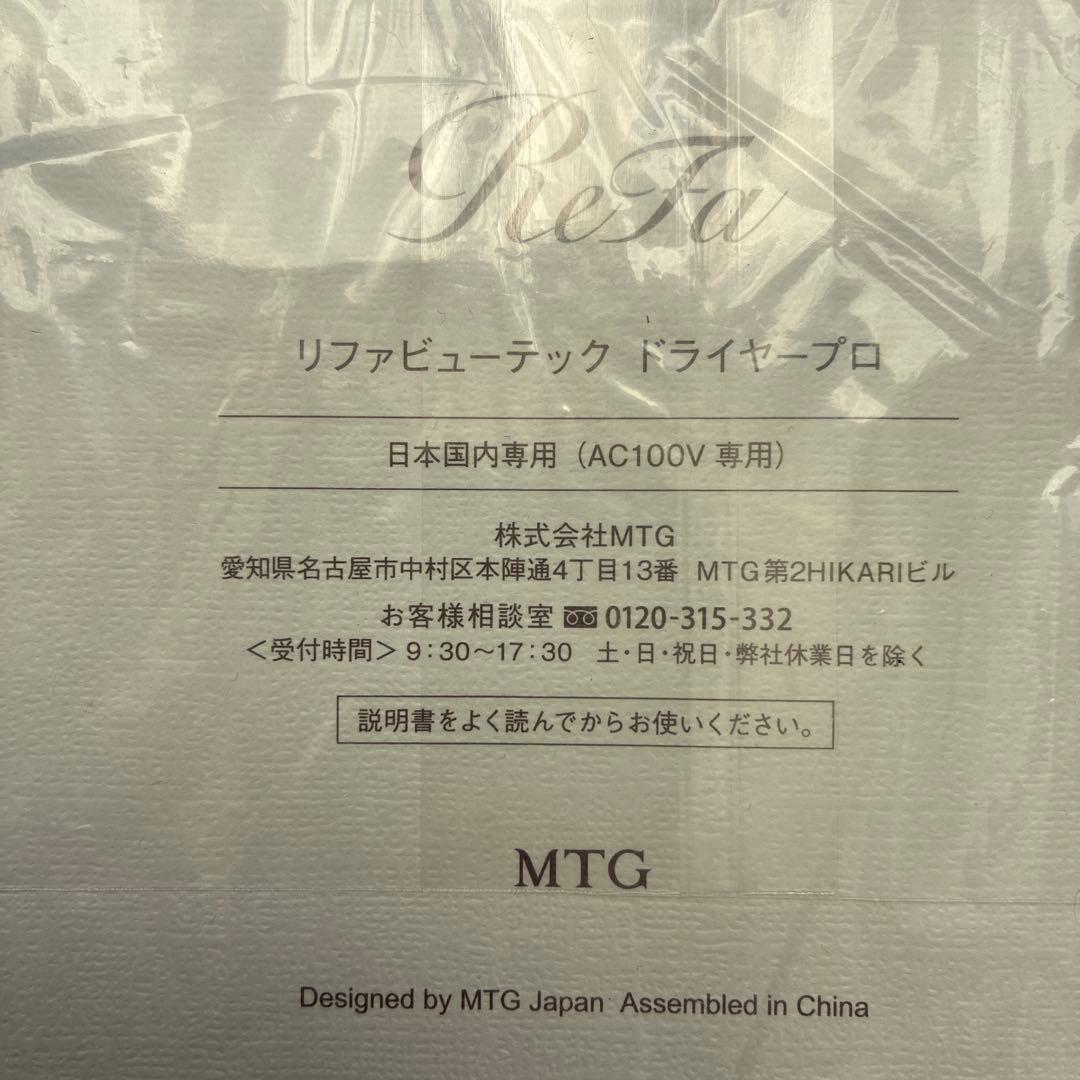 ReFa
リファビューテック ドライヤープロ
日本国内専用（AC100V 専用）
株式会社MTG
愛知県名古屋市中村区本陣通4丁目13番 MTG第2HIKARIビル
お客様相談室 0120-315-332
＜受付時間＞9：30〜17：30 土・日・祝日・弊社休業日を除く
説明書をよく読んでからお使いください。
MTG
Designed by MTG Japan Assembled in China